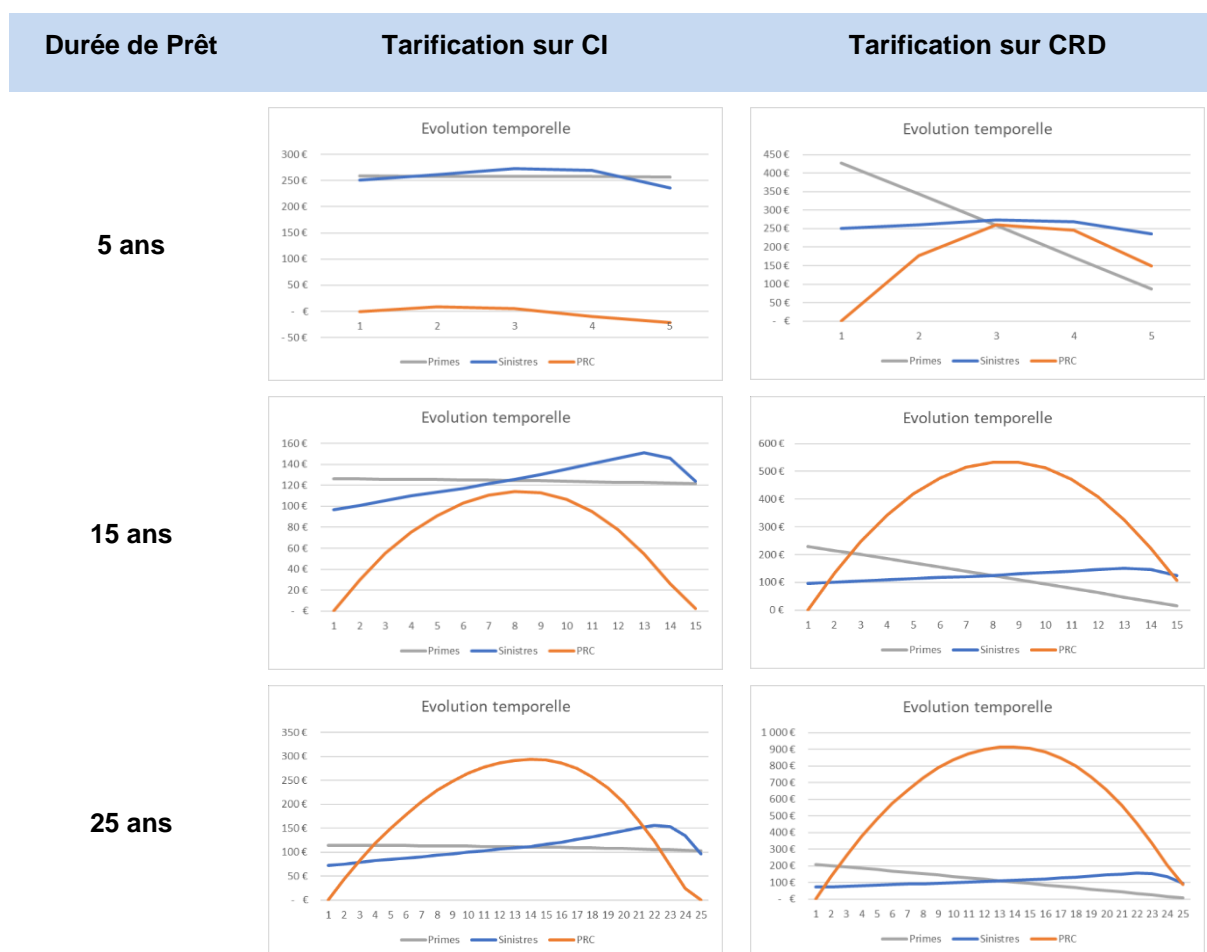 Durée de Prêt Tarification sur CI Tarification sur CRD
5 ans
Evolution temporelle
300 €
250 €
200 €
150 €
100 €
50 €
- €
- 50 €
1 2 3 4 5
Primes Sinistres PRC
Evolution temporelle
450 €
400 €
350 €
300 €
250 €
200 €
150 €
100 €
50 €
- €
1 2 3 4 5
Primes Sinistres PRC
15 ans
Evolution temporelle
160 €
140 €
120 €
100 €
80 €
60 €
40 €
20 €
- €
1 2 3 4 5 6 7 8 9 10 11 12 13 14 15
Primes Sinistres PRC
Evolution temporelle
600 €
500 €
400 €
300 €
200 €
100 €
0 €
1 2 3 4 5 6 7 8 9 10 11 12 13 14 15
Primes Sinistres PRC
25 ans
Evolution temporelle
350 €
300 €
250 €
200 €
150 €
100 €
50 €
- €
1 2 3 4 5 6 7 8 9 10 11 12 13 14 15 16 17 18 19 20 21 22 23 24 25
Primes Sinistres PRC
Evolution temporelle
1 000 €
900 €
800 €
700 €
600 €
500 €
400 €
300 €
200 €
100 €
- €
1 2 3 4 5 6 7 8 9 10 11 12 13 14 15 16 17 18 19 20 21 22 23 24 25
Primes Sinistres PRC